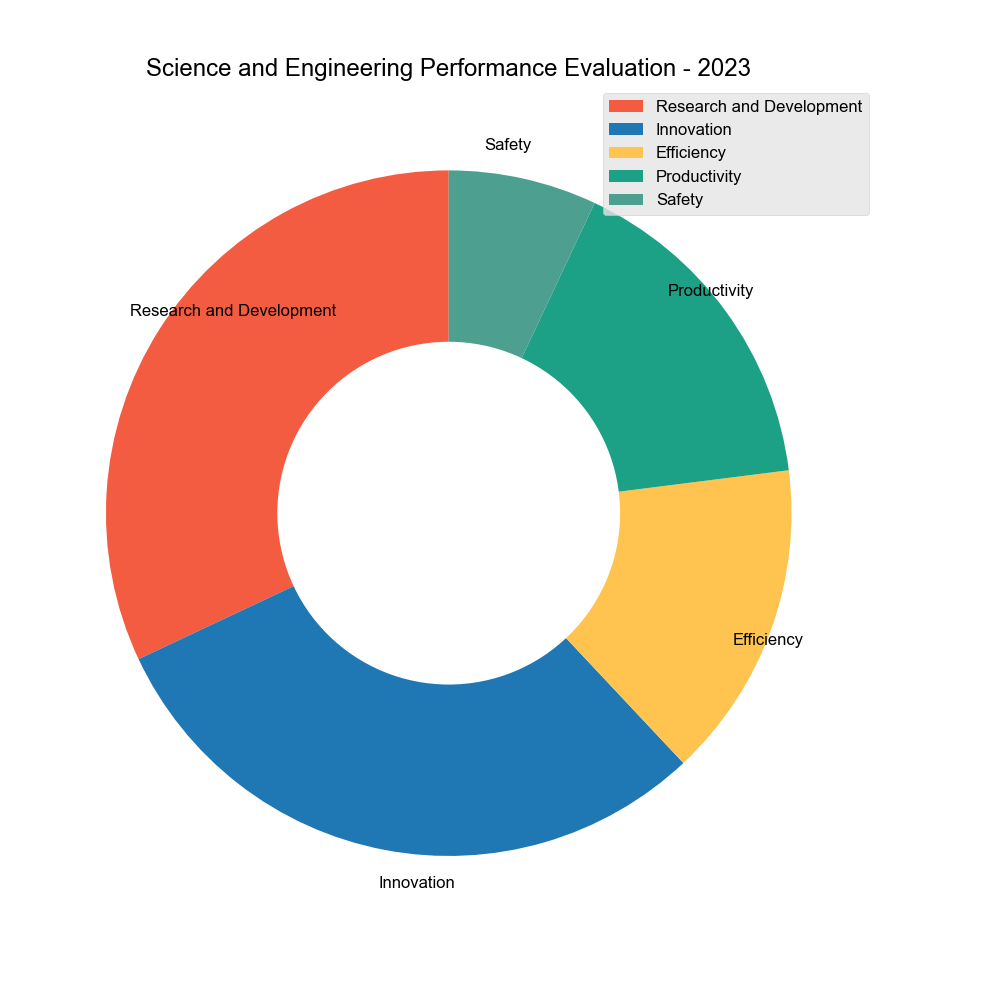 Science and Engineering Performance Evaluation - 2023
Research and Development
Innovation
Efficiency
Productivity
Safety
Safety
Productivity
Research and Development
Efficiency
Innovation